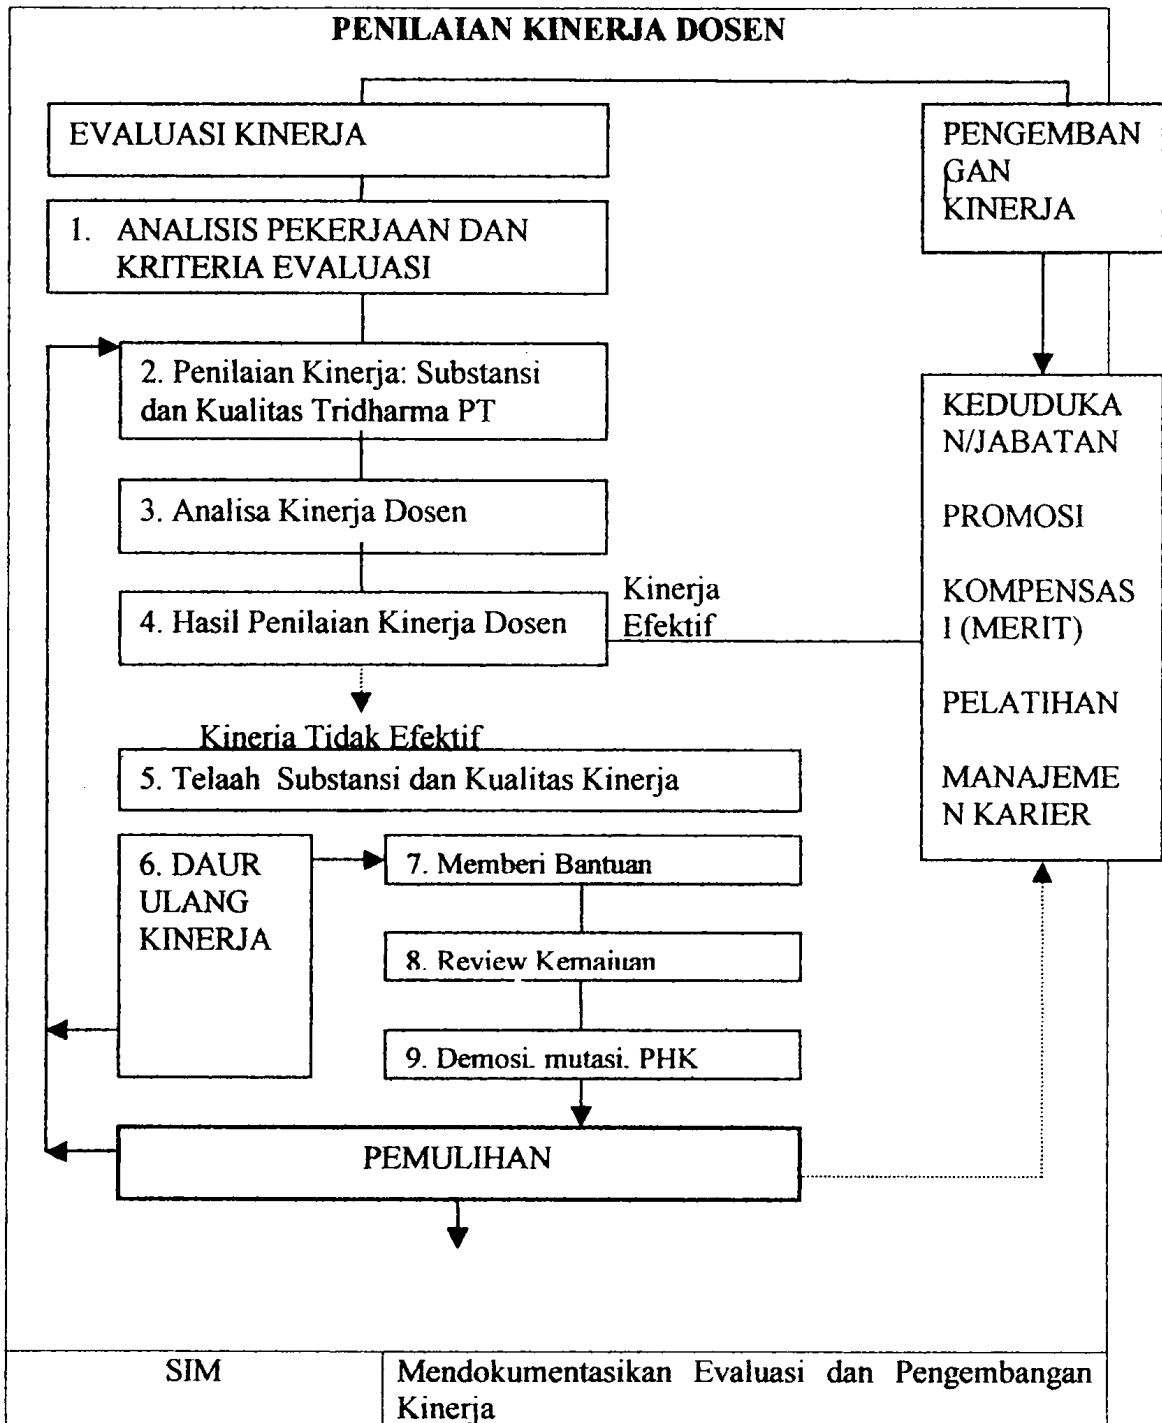 PENILAIAN KINERJA DOSEN
EVALUASI KINERJA
PENGEMBAN
GAN
KINERJA
1. ANALISIS PEKERJAAN DAN
KRITERIA EVALUASI
2. Penilaian Kinerja: Substansi
dan Kualitas Tridharma PT
3. Analisa Kinerja Dosen
4. Hasil Penilaian Kinerja Dosen
Kinerja
Efektif
KEDUDUKA
N/JABATAN
PROMOSI
KOMPENSAS
I (MERIT)
PELATIHAN
MANAJEME
N KARIER
Kinerja Tidak Efektif
5. Telaah Substansi dan Kualitas Kinerja
6. DAUR
ULANG
KINERJA
7. Memberi Bantuan
8. Review Kemajuan
9. Demosi, mutasi, PHK
PEMULIHAN
SIM
Mendokumentasikan Evaluasi dan Pengembangan
Kinerja